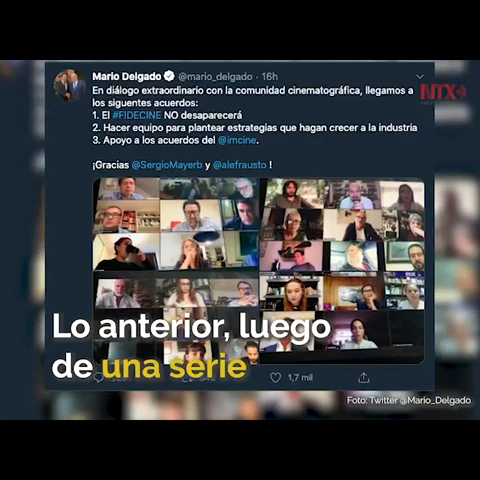 Mario Delgado @mario_delgado · 16h
En diálogo extraordinario con la comunidad cinematográfica, llegamos a
los siguentes acuerdos:
1. El #FIDECINE NO desaparecerá
2. Hacer equipo para plantear estrategias que hagan crecer a la industria
3. Apoyo a los acuerdos del @imcine.
¡Gracias @SergioMayerb y @alefrausto !
NTX
Lo anterior, luego
de una serie
1,7 mil
Foto: Twitter @Mario_Delgado